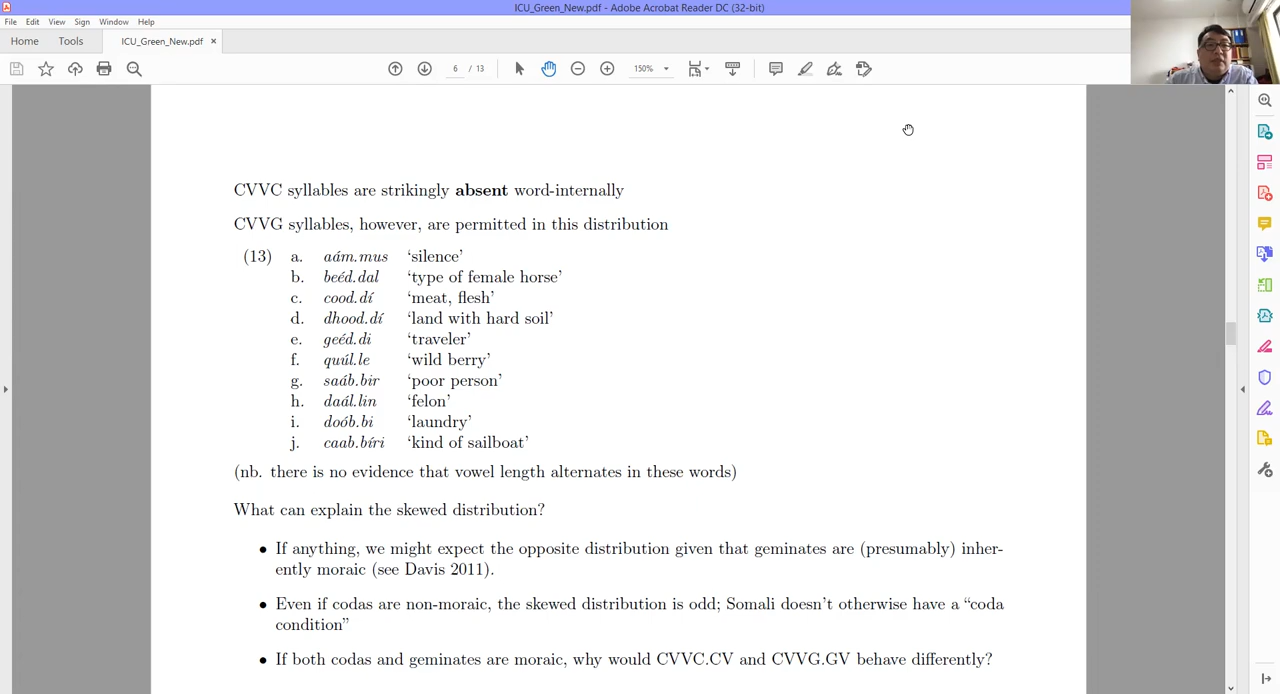 ICU_Green_New.pdf - Adobe Acrobat Reader DC (32-bit)
File Edit View Sign Window Help
Home Tools ICU_Green_New.pdf ×
6 / 13 150%
CVVC syllables are strikingly absent word-internally
CVVG syllables, however, are permitted in this distribution
(13) a. aám.mus ‘silence’
b. beéd.dal ‘type of female horse’
c. cood.dí ‘meat, flesh’
d. dhood.dí ‘land with hard soil’
e. geéd.di ‘traveler’
f. quúl.le ‘wild berry’
g. saáb.bir ‘poor person’
h. daál.lin ‘felon’
i. doób.bi ‘laundry’
j. caab.bíri ‘kind of sailboat’
(nb. there is no evidence that vowel length alternates in these words)
What can explain the skewed distribution?
• If anything, we might expect the opposite distribution given that geminates are (presumably) inher-
ently moraic (see Davis 2011).
• Even if codas are non-moraic, the skewed distribution is odd; Somali doesn't otherwise have a “coda
condition”
• If both codas and geminates are moraic, why would CVVC.CV and CVVG.GV behave differently?